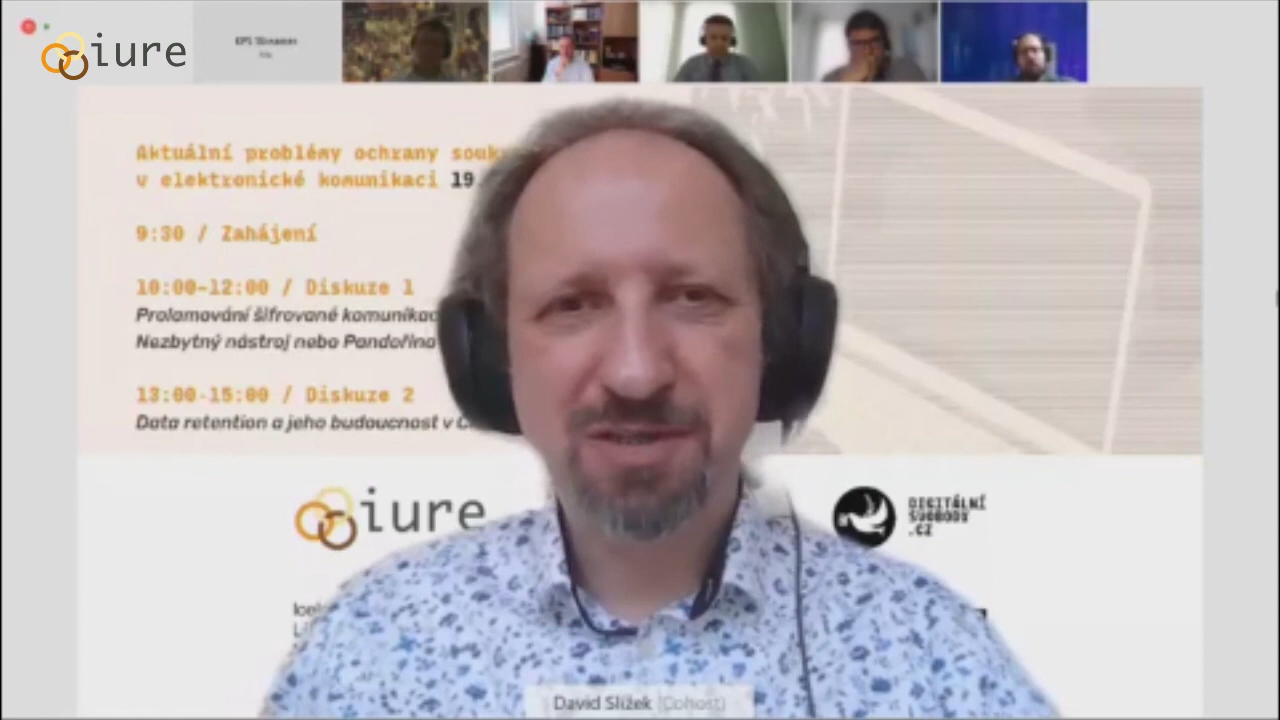 iure
Aktuální problémy ochrany souk
v elektronické komunikaci 19
9:30 / Zahájení
10:00–12:00 / Diskuze 1
Prolamování šifrované komunikac
Nezbytný nástroj nebo Pandořina
13:00-15:00 / Diskuze 2
Data retention a jeho budoucnost v Č
iure
DIGITÁLNÍ
SVOBODY
.CZ
Icel
L
David Slížek (Cohost)